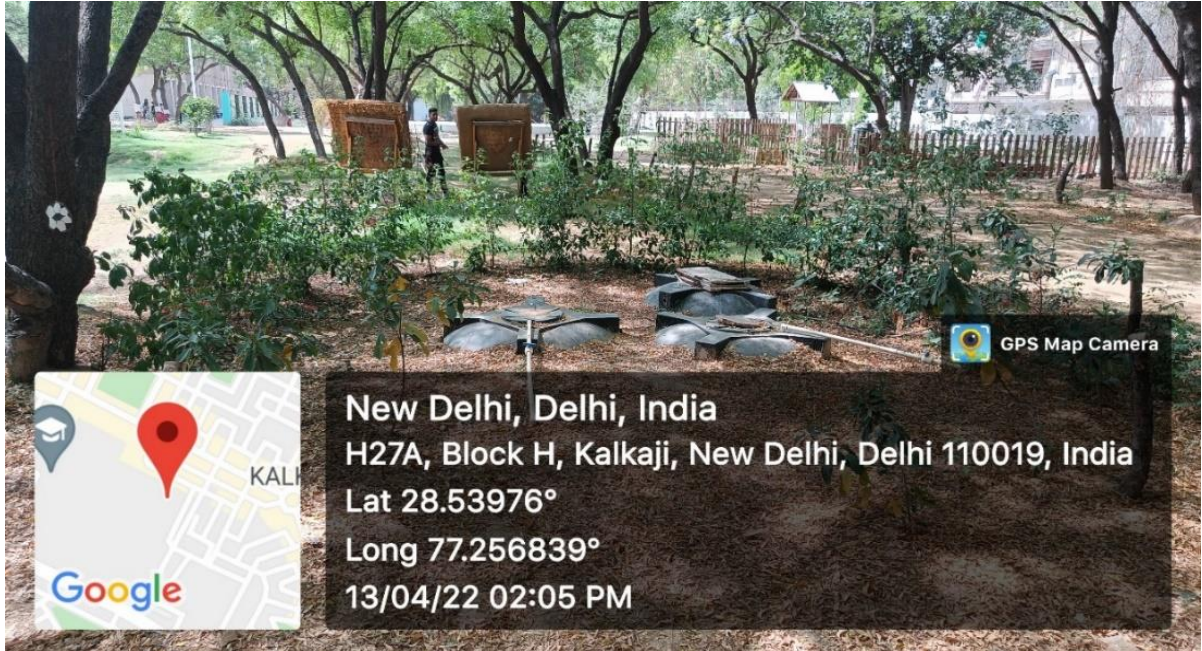 GPS Map Camera
New Delhi, Delhi, India
H27A, Block H, Kalkaji, New Delhi, Delhi 110019, India
Lat 28.53976°
Long 77.256839°
13/04/22 02:05 PM
KALK
Google